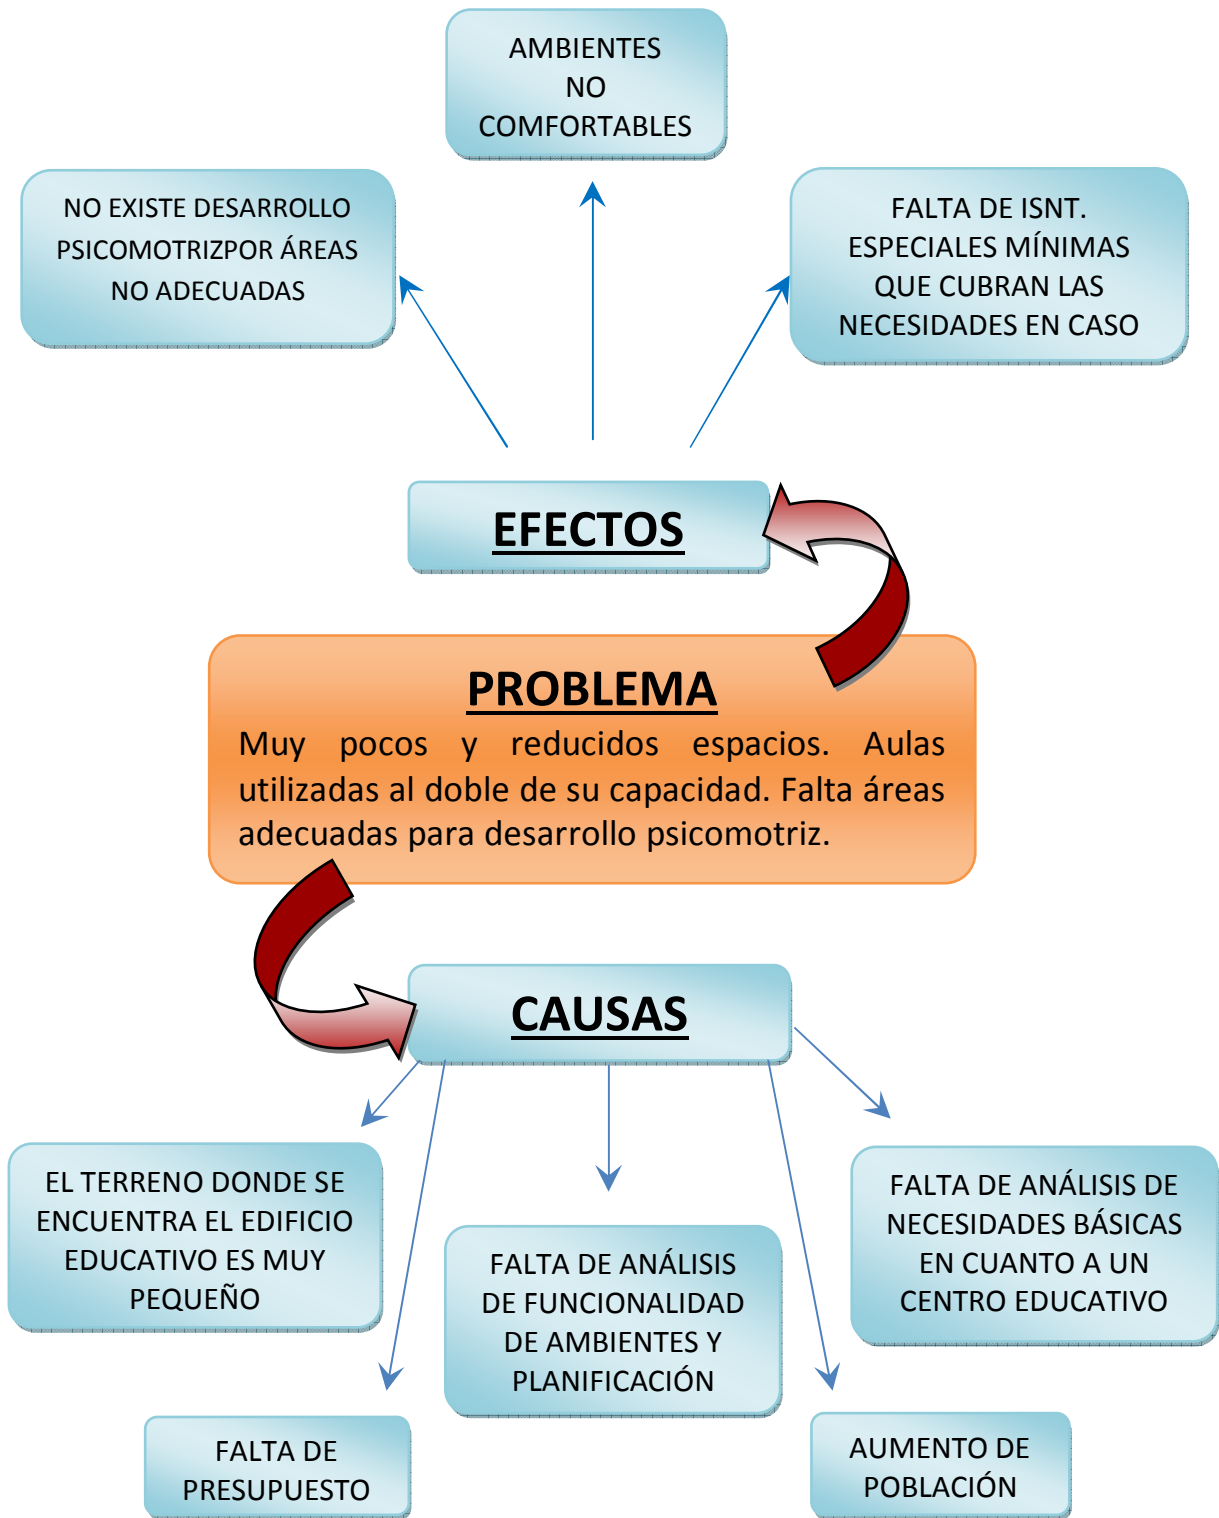 AMBIENTES
NO
COMFORTABLES
NO EXISTE DESARROLLO
PSICOMOTRIZPOR ÁREAS
NO ADECUADAS
FALTA DE ISNT.
ESPECIALES MÍNIMAS
QUE CUBRAN LAS
NECESIDADES EN CASO
EFECTOS
PROBLEMA
Muy pocos y reducidos espacios. Aulas
utilizadas al doble de su capacidad. Falta áreas
adecuadas para desarrollo psicomotriz.
CAUSAS
EL TERRENO DONDE SE
ENCUENTRA EL EDIFICIO
EDUCATIVO ES MUY
PEQUEÑO
FALTA DE ANÁLISIS
DE FUNCIONALIDAD
DE AMBIENTES Y
PLANIFICACIÓN
FALTA DE ANÁLISIS DE
NECESIDADES BÁSICAS
EN CUANTO A UN
CENTRO EDUCATIVO
FALTA DE
PRESUPUESTO
AUMENTO DE
POBLACIÓN